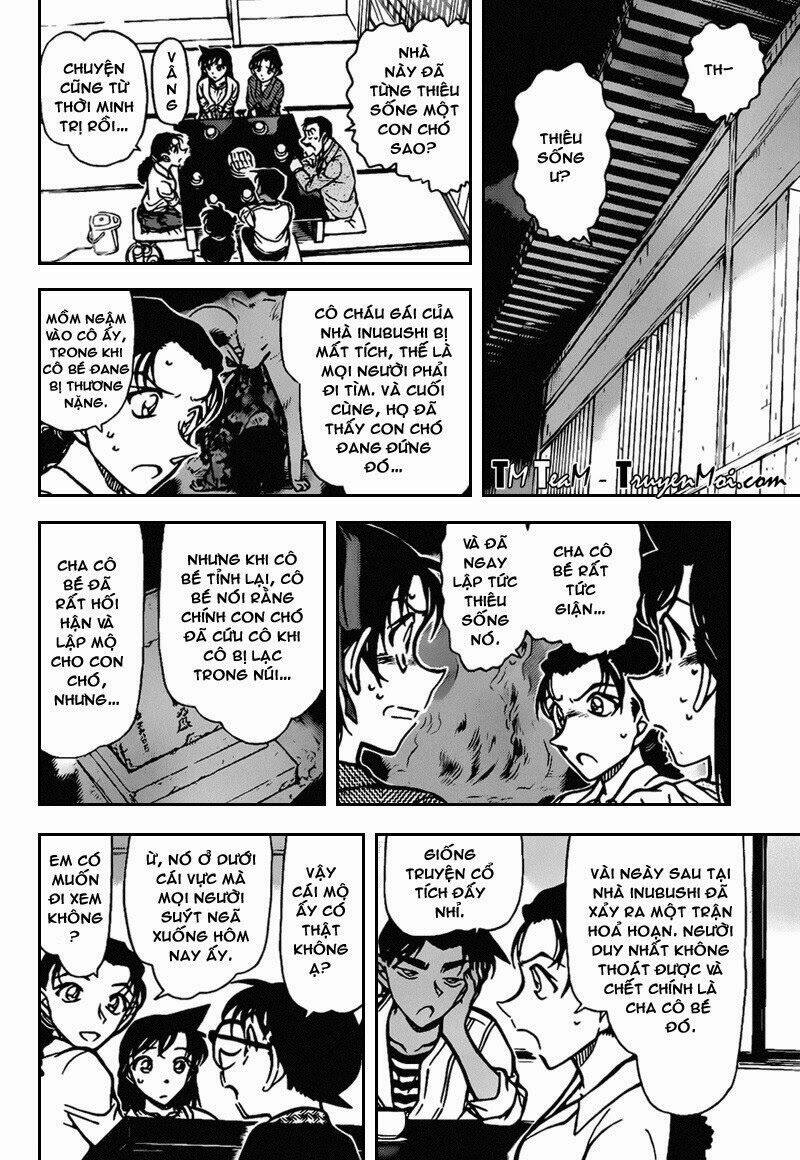 TH-
THIÊU
SỐNG
Ư?
TM TEAM - TRUYENMOI.com
NHÀ
NÀY ĐÃ
TỪNG THIÊU
SỐNG MỘT
CON CHÓ
SAO?
VÂNG
CHUYỆN
CŨNG TỪ
THỜI MINH
TRỊ RỒI...
CÔ CHÁU GÁI CỦA
NHÀ INUBUSHI BỊ
MẤT TÍCH, THẾ LÀ
MỌI NGƯỜI PHẢI
ĐI TÌM. VÀ CUỐI
CÙNG, HỌ ĐÃ
THẤY CON CHÓ
ĐANG ĐỨNG
ĐÓ...
MỒM NGẬM
VÀO CÔ ẤY,
TRONG KHI
CÔ BÉ ĐANG
BỊ THƯƠNG
NẶNG.
CHA CÔ
BÉ RẤT
TỨC
GIẬN...
VÀ ĐÃ
NGAY
LẬP TỨC
THIÊU
SỐNG
NÓ.
NHƯNG KHI CÔ
BÉ TỈNH LẠI, CÔ
BÉ NÓI RẰNG
CHÍNH CON CHÓ
ĐÃ CỨU CÔ KHI
CÔ BỊ LẠC
TRONG NÚI...
CHA CÔ
BÉ ĐÃ
RẤT HỐI
HẬN VÀ
LẬP MỘ
CHO CON
CHÓ,
NHƯNG...
VÀI NGÀY SAU TẠI
NHÀ INUBUSHI ĐÃ
XẢY RA MỘT TRẬN
HOẢ HOẠN. NGƯỜI
DUY NHẤT KHÔNG
THOÁT ĐƯỢC VÀ
CHẾT CHÍNH LÀ
CHA CÔ BÉ
ĐÓ.
GIỐNG
TRUYỆN CỔ
TÍCH ĐẤY
NHỈ.
VẬY
CÁI MỘ
ẤY CÓ
THẬT
KHÔNG
Ạ?
Ừ, NÓ Ở DƯỚI
CÁI VỰC MÀ
MỌI NGƯỜI
SUÝT NGÃ
XUỐNG HÔM
NAY ẤY.
EM CÓ
MUỐN
ĐI XEM
KHÔNG
?